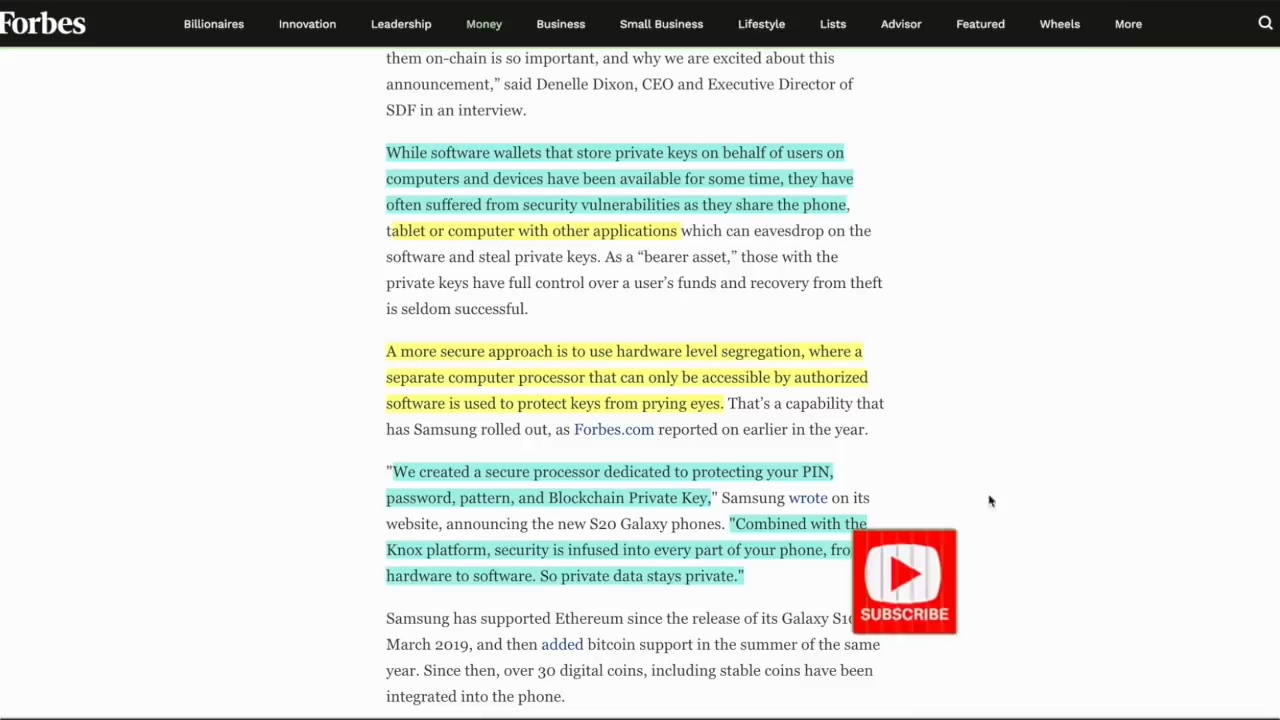 Forbes
Billionaires Innovation Leadership Money Business Small Business Lifestyle Lists Advisor Featured Wheels More
them on-chain is so important, and why we are excited about this
announcement,” said Denelle Dixon, CEO and Executive Director of
SDF in an interview.
While software wallets that store private keys on behalf of users on
computers and devices have been available for some time, they have
often suffered from security vulnerabilities as they share the phone,
tablet or computer with other applications which can eavesdrop on the
software and steal private keys. As a “bearer asset,” those with the
private keys have full control over a user’s funds and recovery from theft
is seldom successful.
A more secure approach is to use hardware level segregation, where a
separate computer processor that can only be accessible by authorized
software is used to protect keys from prying eyes. That’s a capability that
has Samsung rolled out, as Forbes.com reported on earlier in the year.
"We created a secure processor dedicated to protecting your PIN,
password, pattern, and Blockchain Private Key," Samsung wrote on its
website, announcing the new S20 Galaxy phones. "Combined with the
Knox platform, security is infused into every part of your phone,
hardware to software. So private data stays private."
SUBSCRIBE
Samsung has supported Ethereum since the release of its Galaxy
March 2019, and then added bitcoin support in the summer of the same
year. Since then, over 30 digital coins, including stable coins have been
integrated into the phone.